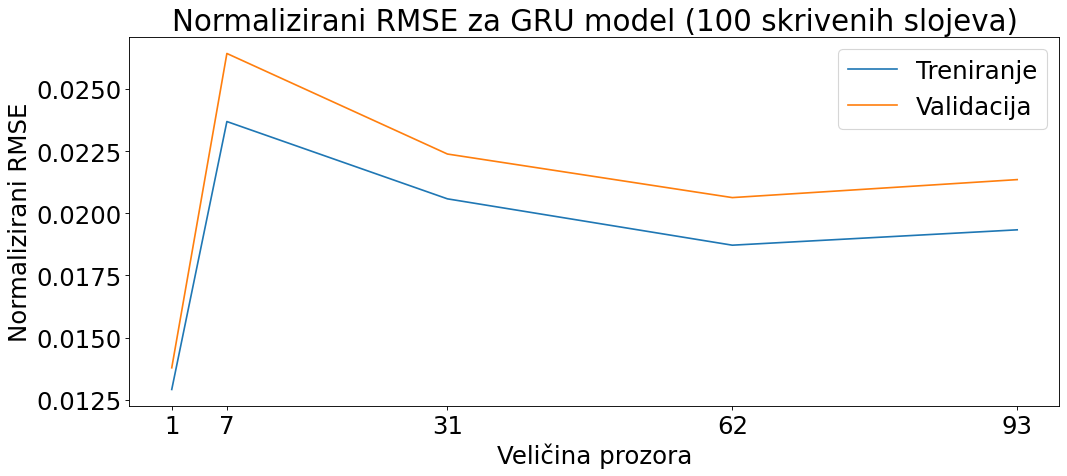 Normalizirani RMSE za GRU model (100 skrivenih slojeva)
Normalizirani RMSE
0.0250
0.0225
0.0200
0.0175
0.0150
0.0125
Treniranje
Validacija
1 7 31 62 93
Veličina prozora